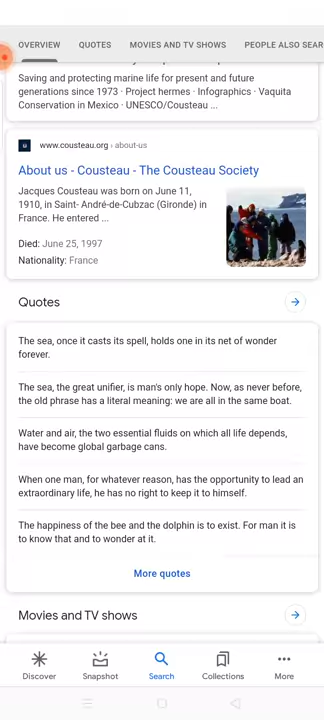 OVERVIEW QUOTES MOVIES AND TV SHOWS PEOPLE ALSO SEAR
Saving and protecting marine life for present and future
generations since 1973 · Project hermes · Infographics · Vaquita
Conservation in Mexico · UNESCO/Cousteau ...
www.cousteau.org › about-us
About us - Cousteau - The Cousteau Society
Jacques Cousteau was born on June 11,
1910, in Saint- André-de-Cubzac (Gironde) in
France. He entered ...
Died: June 25, 1997
Nationality: France
Quotes
The sea, once it casts its spell, holds one in its net of wonder
forever.
The sea, the great unifier, is man's only hope. Now, as never before,
the old phrase has a literal meaning: we are all in the same boat.
Water and air, the two essential fluids on which all life depends,
have become global garbage cans.
When one man, for whatever reason, has the opportunity to lead an
extraordinary life, he has no right to keep it to himself.
The happiness of the bee and the dolphin is to exist. For man it is
to know that and to wonder at it.
More quotes
Movies and TV shows
Discover Snapshot Search Collections More